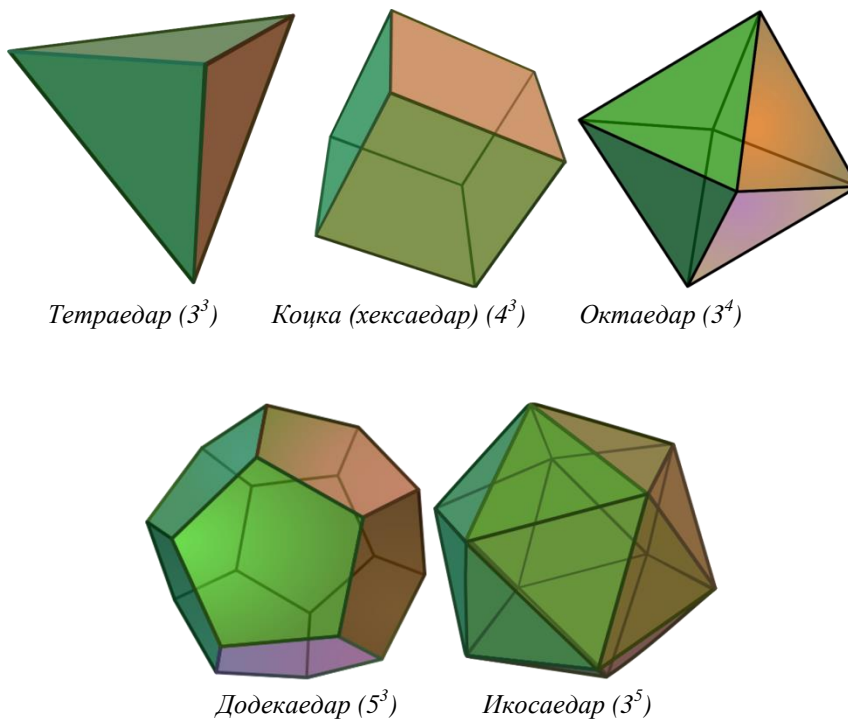 Тетраедар (3³) Коцка (хексаедар) (4³) Октаедар (3⁴)
Додекаедар (5³) Икосаедар (3⁵)